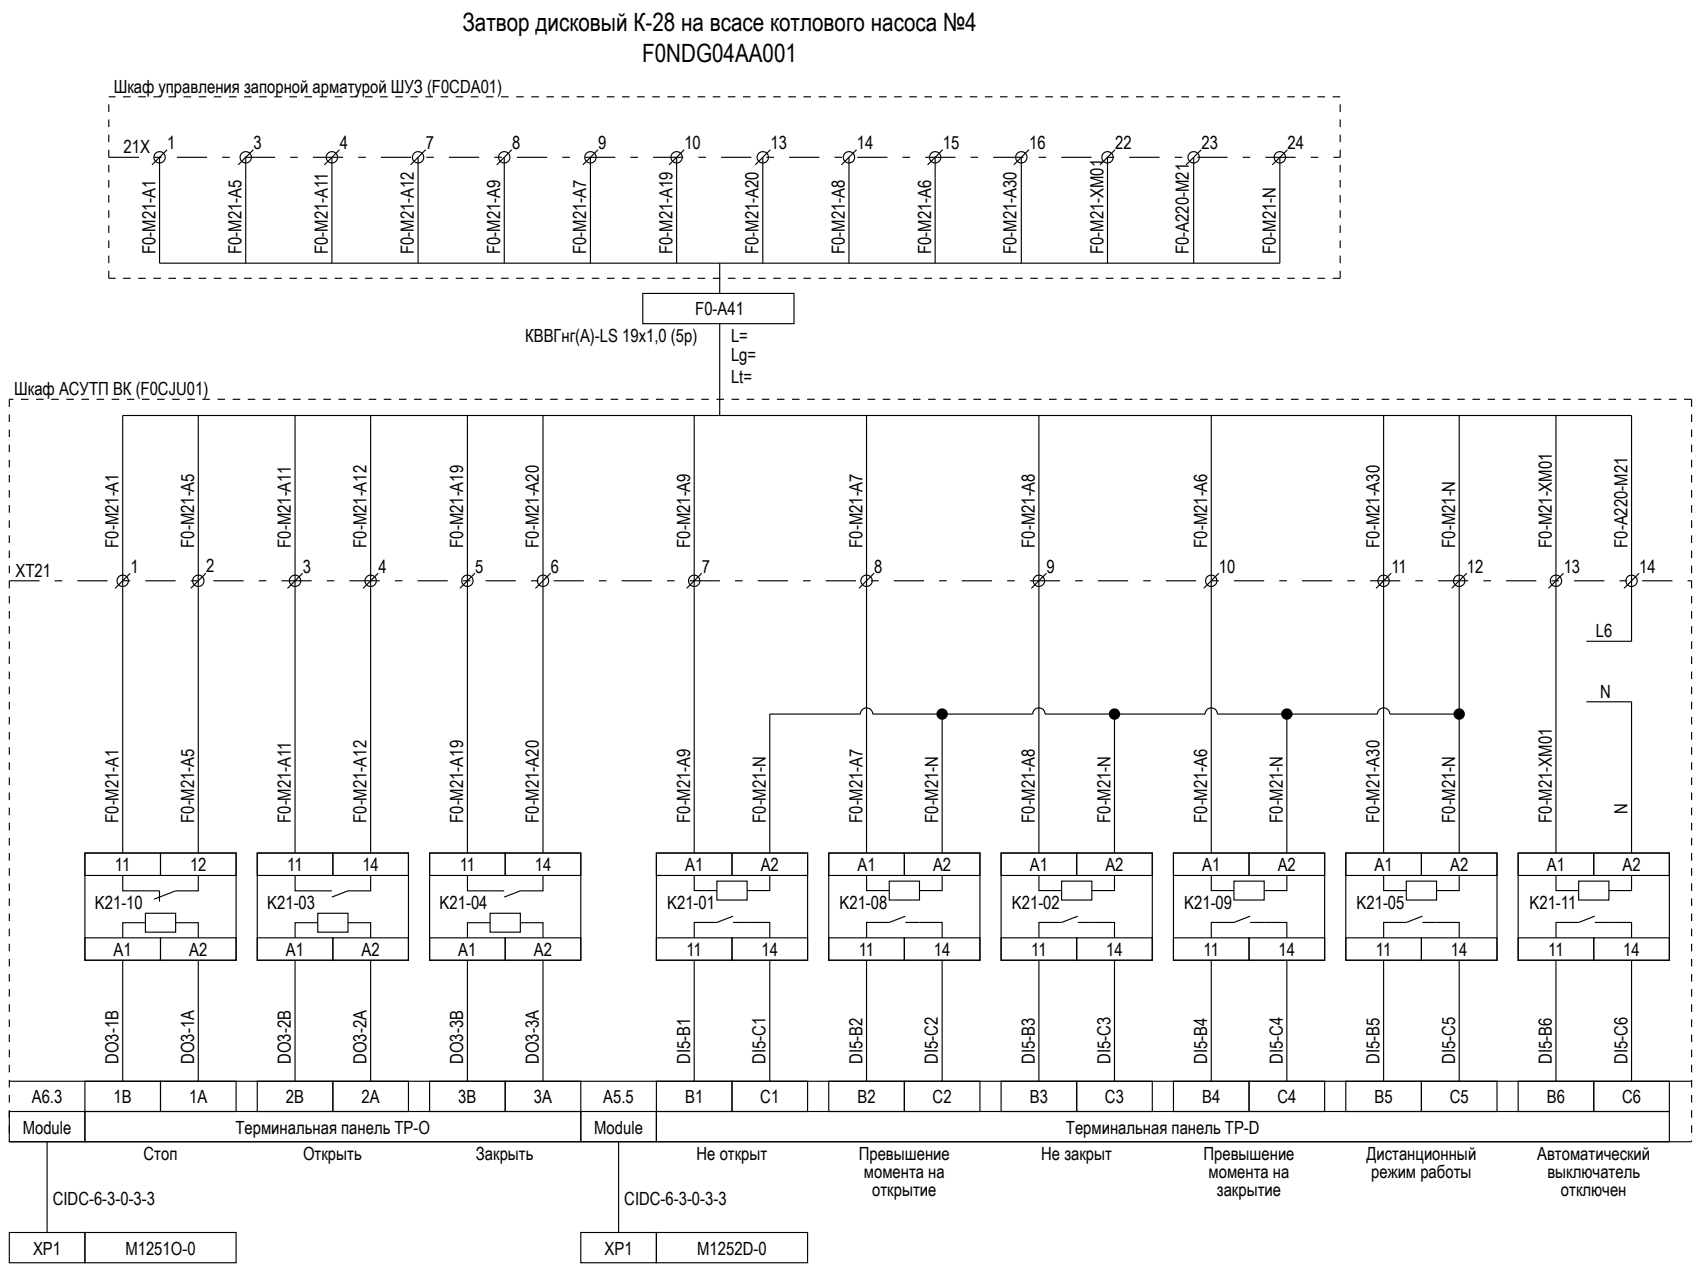 Затвор дисковый К-28 на всасе котлового насоса №4
F0NDG04AA001
Шкаф управления запорной арматурой ШУЗ (F0CDA01)
21X 1 3 4 7 8 9 10 13 14 15 16 22 23 24
F0-M21-A1 F0-M21-A5 F0-M21-A11 F0-M21-A12 F0-M21-A9 F0-M21-A7 F0-M21-A19 F0-M21-A20 F0-M21-A8 F0-M21-A6 F0-M21-A30 F0-M21-XM01 F0-A220-M21 F0-M21-N
F0-A41
КВВГнг(А)-LS 19x1,0 (5р) L=
Lg=
Lt=
Шкаф АСУТП ВК (F0CJU01)
F0-M21-A1 F0-M21-A5 F0-M21-A11 F0-M21-A12 F0-M21-A19 F0-M21-A20 F0-M21-A9 F0-M21-A7 F0-M21-A8 F0-M21-A6 F0-M21-A30 F0-M21-N F0-M21-XM01 F0-A220-M21
XT21 1 2 3 4 5 6 7 8 9 10 11 12 13 14
L6
N
F0-M21-A1 F0-M21-A5 F0-M21-A11 F0-M21-A12 F0-M21-A19 F0-M21-A20 F0-M21-A9 F0-M21-N F0-M21-A7 F0-M21-N F0-M21-A8 F0-M21-N F0-M21-A6 F0-M21-N F0-M21-A30 F0-M21-N F0-M21-XM01 N
11 12 11 14 11 14 A1 A2 A1 A2 A1 A2 A1 A2 A1 A2 A1 A2
K21-10 K21-03 K21-04 K21-01 K21-08 K21-02 K21-09 K21-05 K21-11
A1 A2 A1 A2 A1 A2 11 14 11 14 11 14 11 14 11 14 11 14
DO3-1B DO3-1A DO3-2B DO3-2A DO3-3B DO3-3A DI5-B1 DI5-C1 DI5-B2 DI5-C2 DI5-B3 DI5-C3 DI5-B4 DI5-C4 DI5-B5 DI5-C5 DI5-B6 DI5-C6
A6.3 1B 1A 2B 2A 3B 3A A5.5 B1 C1 B2 C2 B3 C3 B4 C4 B5 C5 B6 C6
Module Терминальная панель TP-O Module Терминальная панель TP-D
Стоп Открыть Закрыть Не открыт Превышение Не закрыт Превышение Дистанционный Автоматический
момента на момента на режим работы выключатель
открытие закрытие отключен
CIDC-6-3-0-3-3 CIDC-6-3-0-3-3
XP1 M1251O-0 XP1 M1252D-0